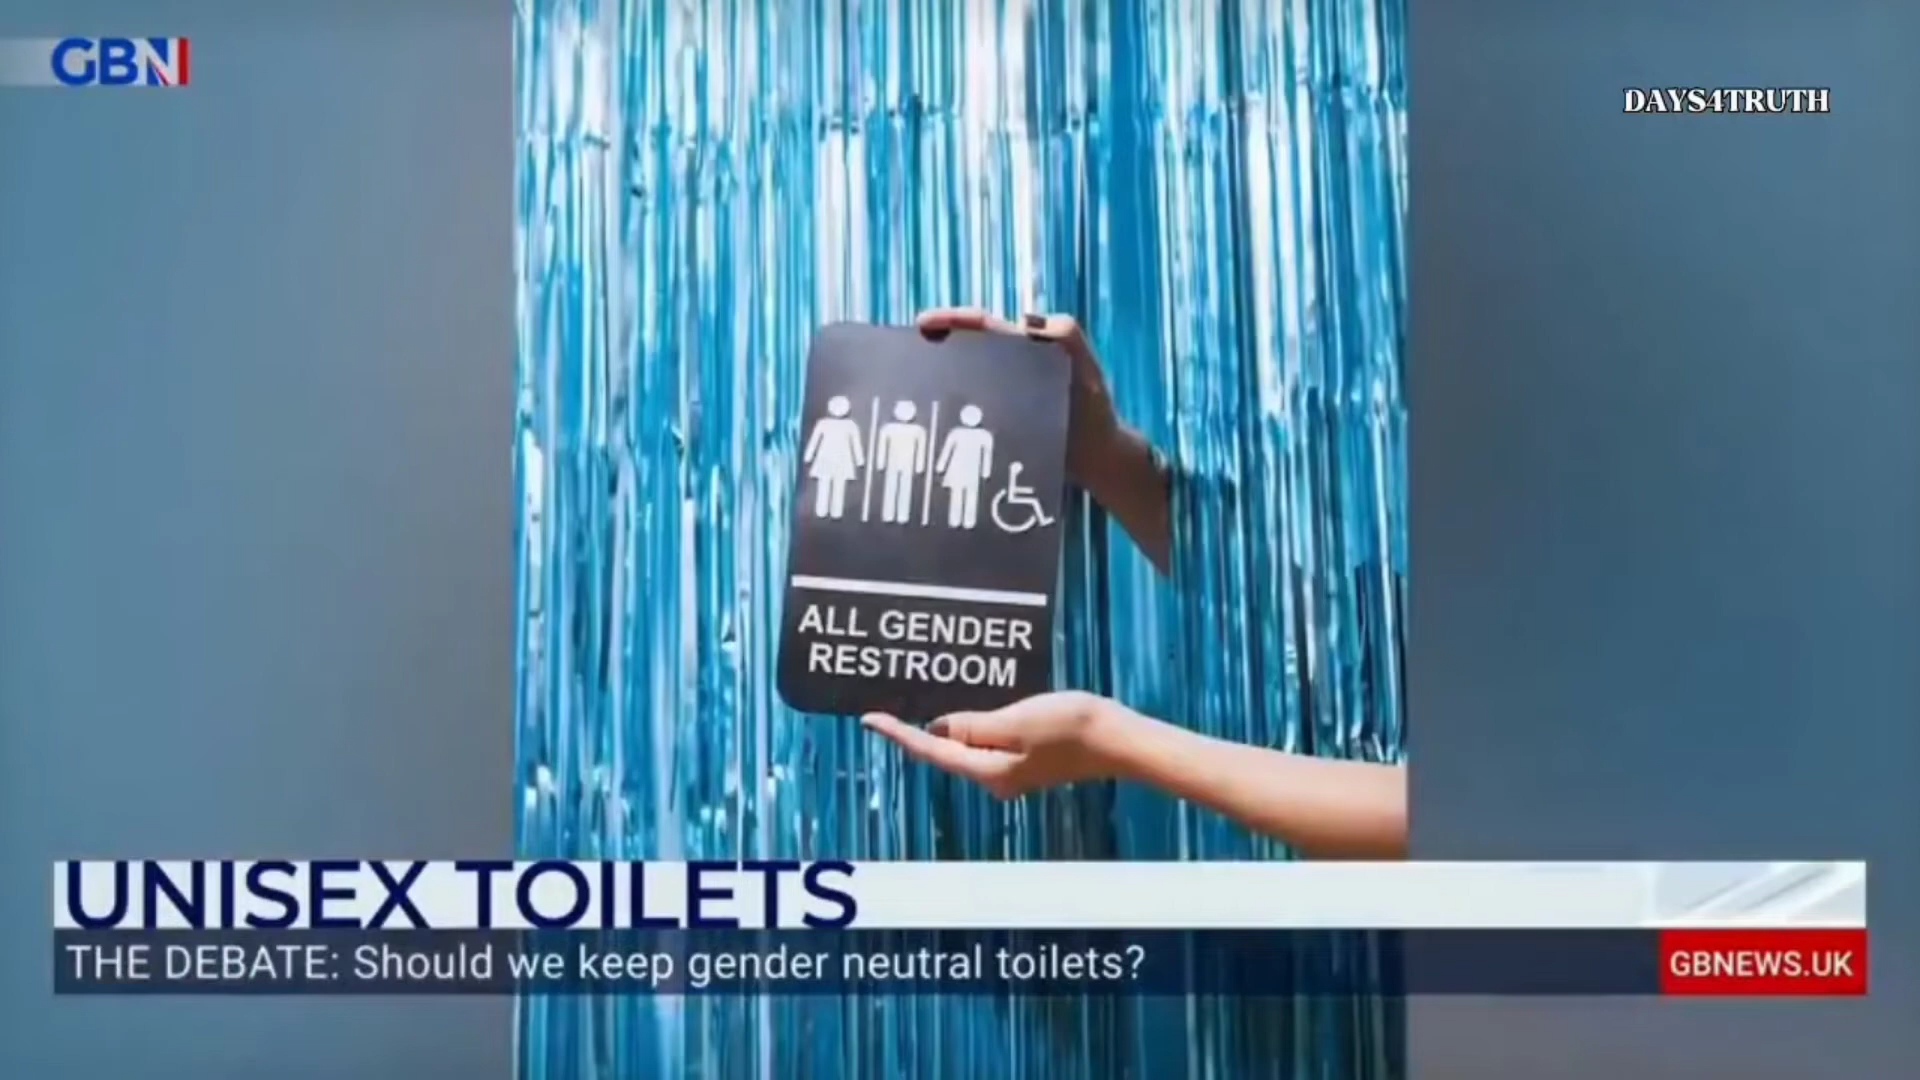 GBN
DAYS4TRUTH
ALL GENDER
RESTROOM
UNISEX TOILETS
THE DEBATE: Should we keep gender neutral toilets?
GBNEWS.UK